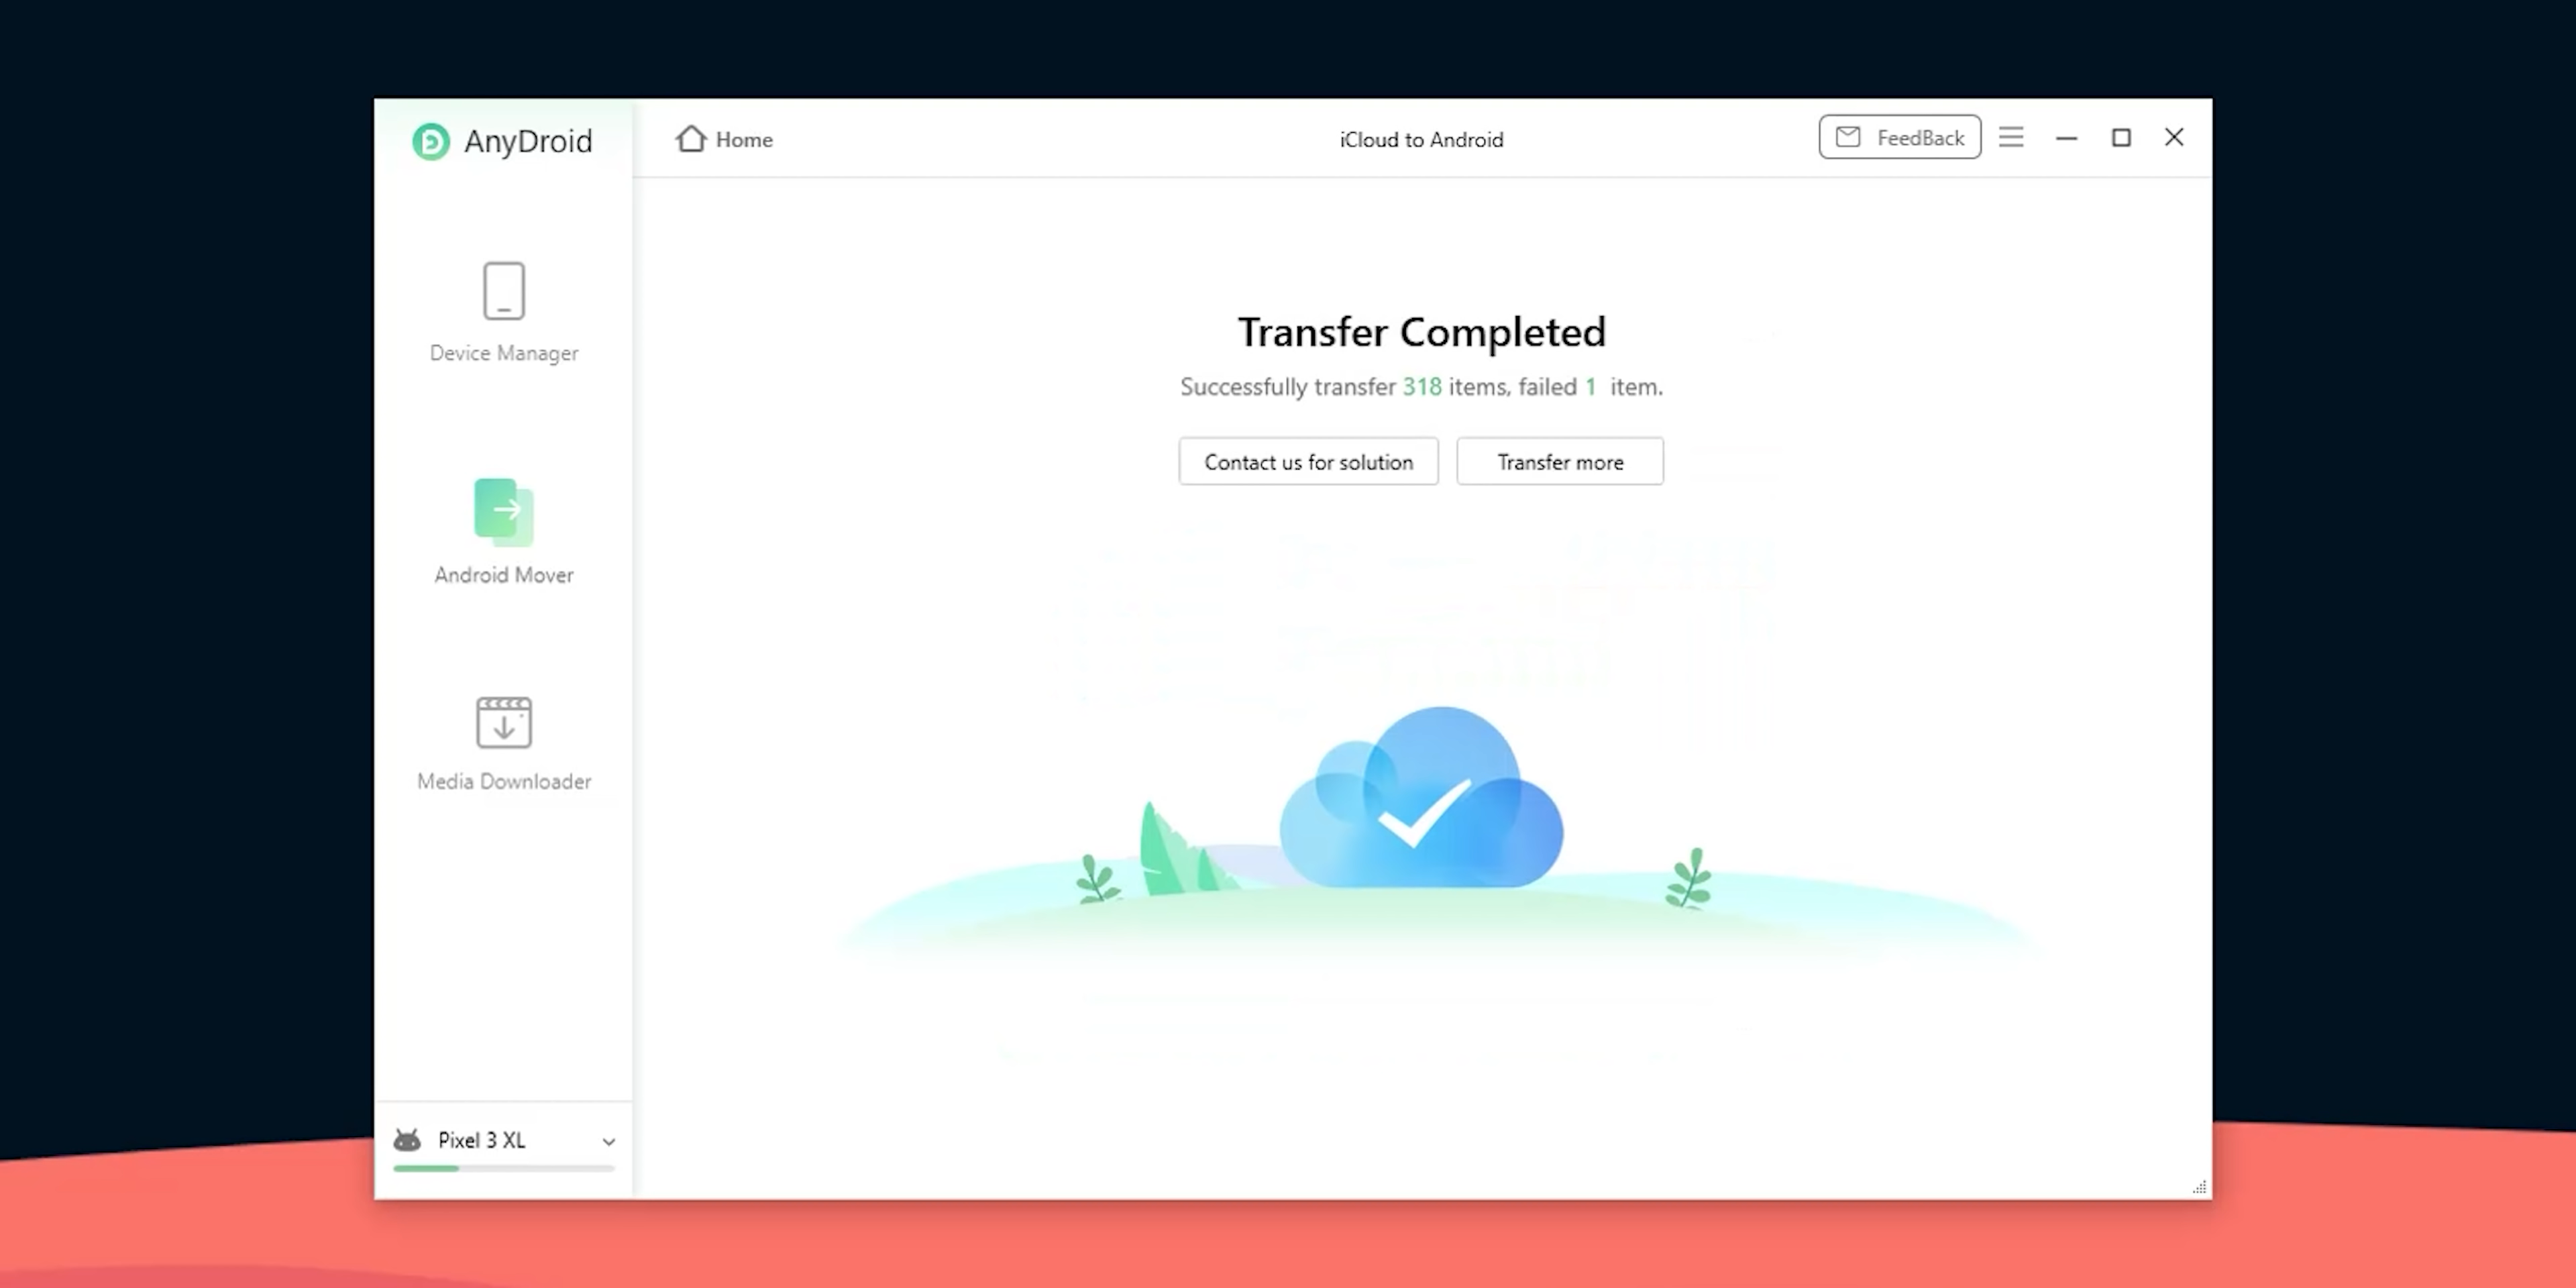 AnyDroid
Home
iCloud to Android
FeedBack
Device Manager
Android Mover
Media Downloader
Transfer Completed
Successfully transfer 318 items, failed 1 item.
Contact us for solution
Transfer more
Pixel 3 XL